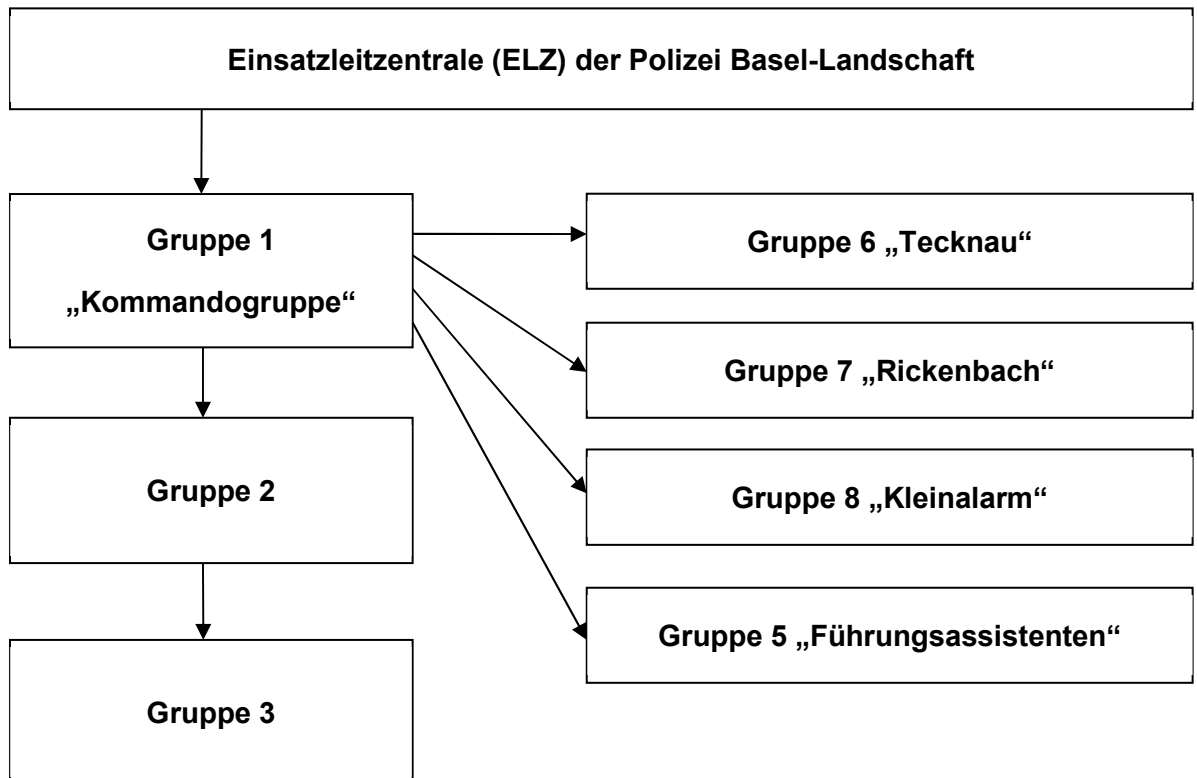 Einsatzleitzentrale (ELZ) der Polizei Basel-Landschaft
Gruppe 1
„Kommandogruppe“
Gruppe 2
Gruppe 3
Gruppe 6 „Tecknau“
Gruppe 7 „Rickenbach“
Gruppe 8 „Kleinalarm“
Gruppe 5 „Führungsassistenten“